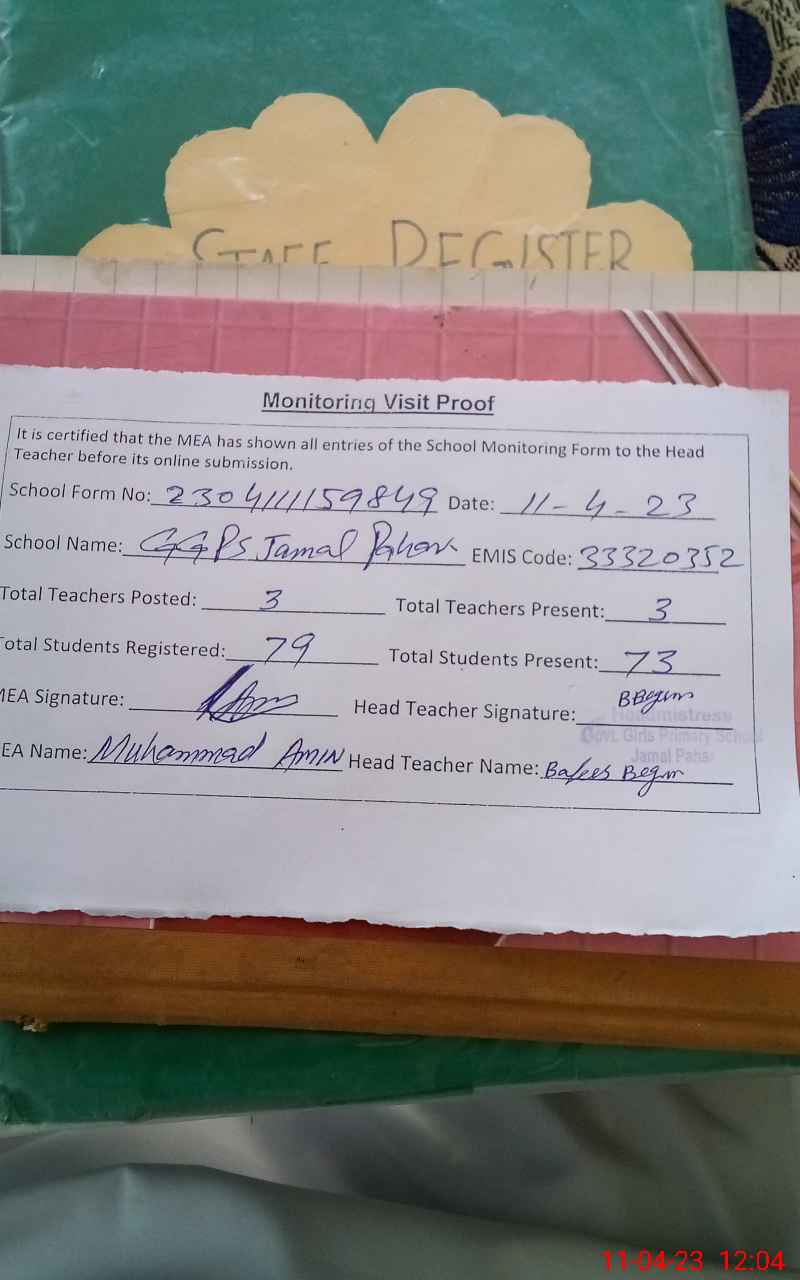 STAFF REGISTER
Monitoring Visit Proof
It is certified that the MEA has shown all entries of the School Monitoring Form to the Head
Teacher before its online submission.
School Form No: 2304111159849 Date: 11-4-23
School Name: GGPS Jamal Pahore EMIS Code: 33320352
Total Teachers Posted: 3 Total Teachers Present: 3
Total Students Registered: 79 Total Students Present: 73
MEA Signature: Amin Head Teacher Signature: BBegum
Headmistress
Govt. Girls Primary School
Jamal Paho
EA Name: Muhammad AMIN Head Teacher Name: Begum
11-04-23 12:04